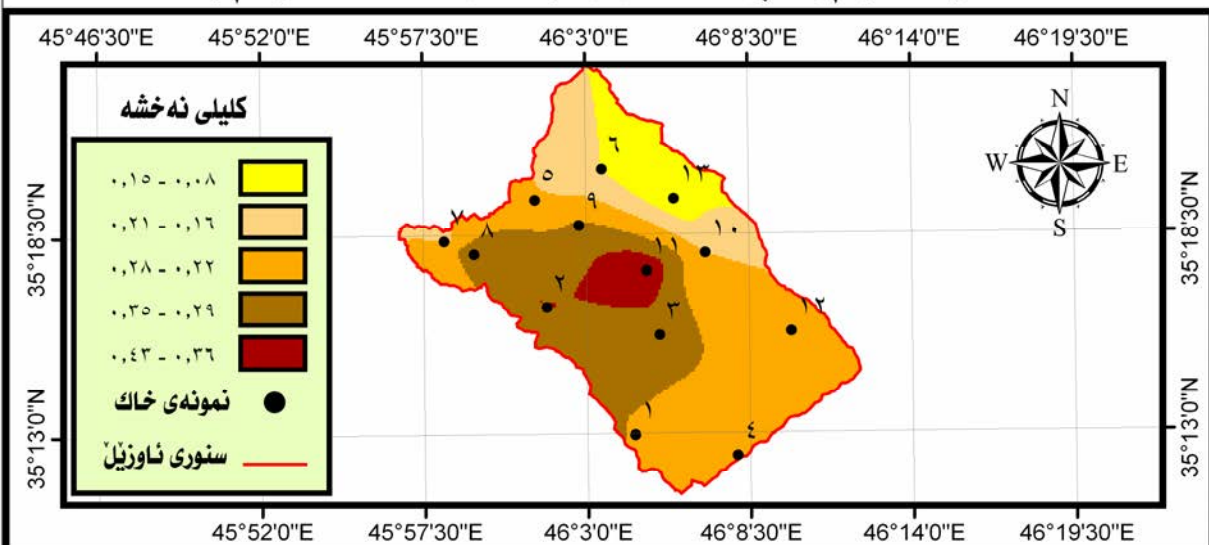 45°46'30"E 45°52'0"E 45°57'30"E 46°3'0"E 46°8'30"E 46°14'0"E 46°19'30"E
کلیلی نەخشە
٠,٠٨ - ٠,١٥
٠,١٦ - ٠,٢١
٠,٢٢ - ٠,٢٨
٠,٢٩ - ٠,٣٥
٠,٣٦ - ٠,٤٣
نمونەی خاك
سنوری ئاوزێڵ
N
W E
S
٦
١٣
٥
٩
١٠
٧
٨
١١
٢
٣
١٢
١
٤
35°18'30"N
35°18'30"N
35°13'0"N
35°13'0"N
45°52'0"E 45°57'30"E 46°3'0"E 46°8'30"E 46°14'0"E 46°19'30"E